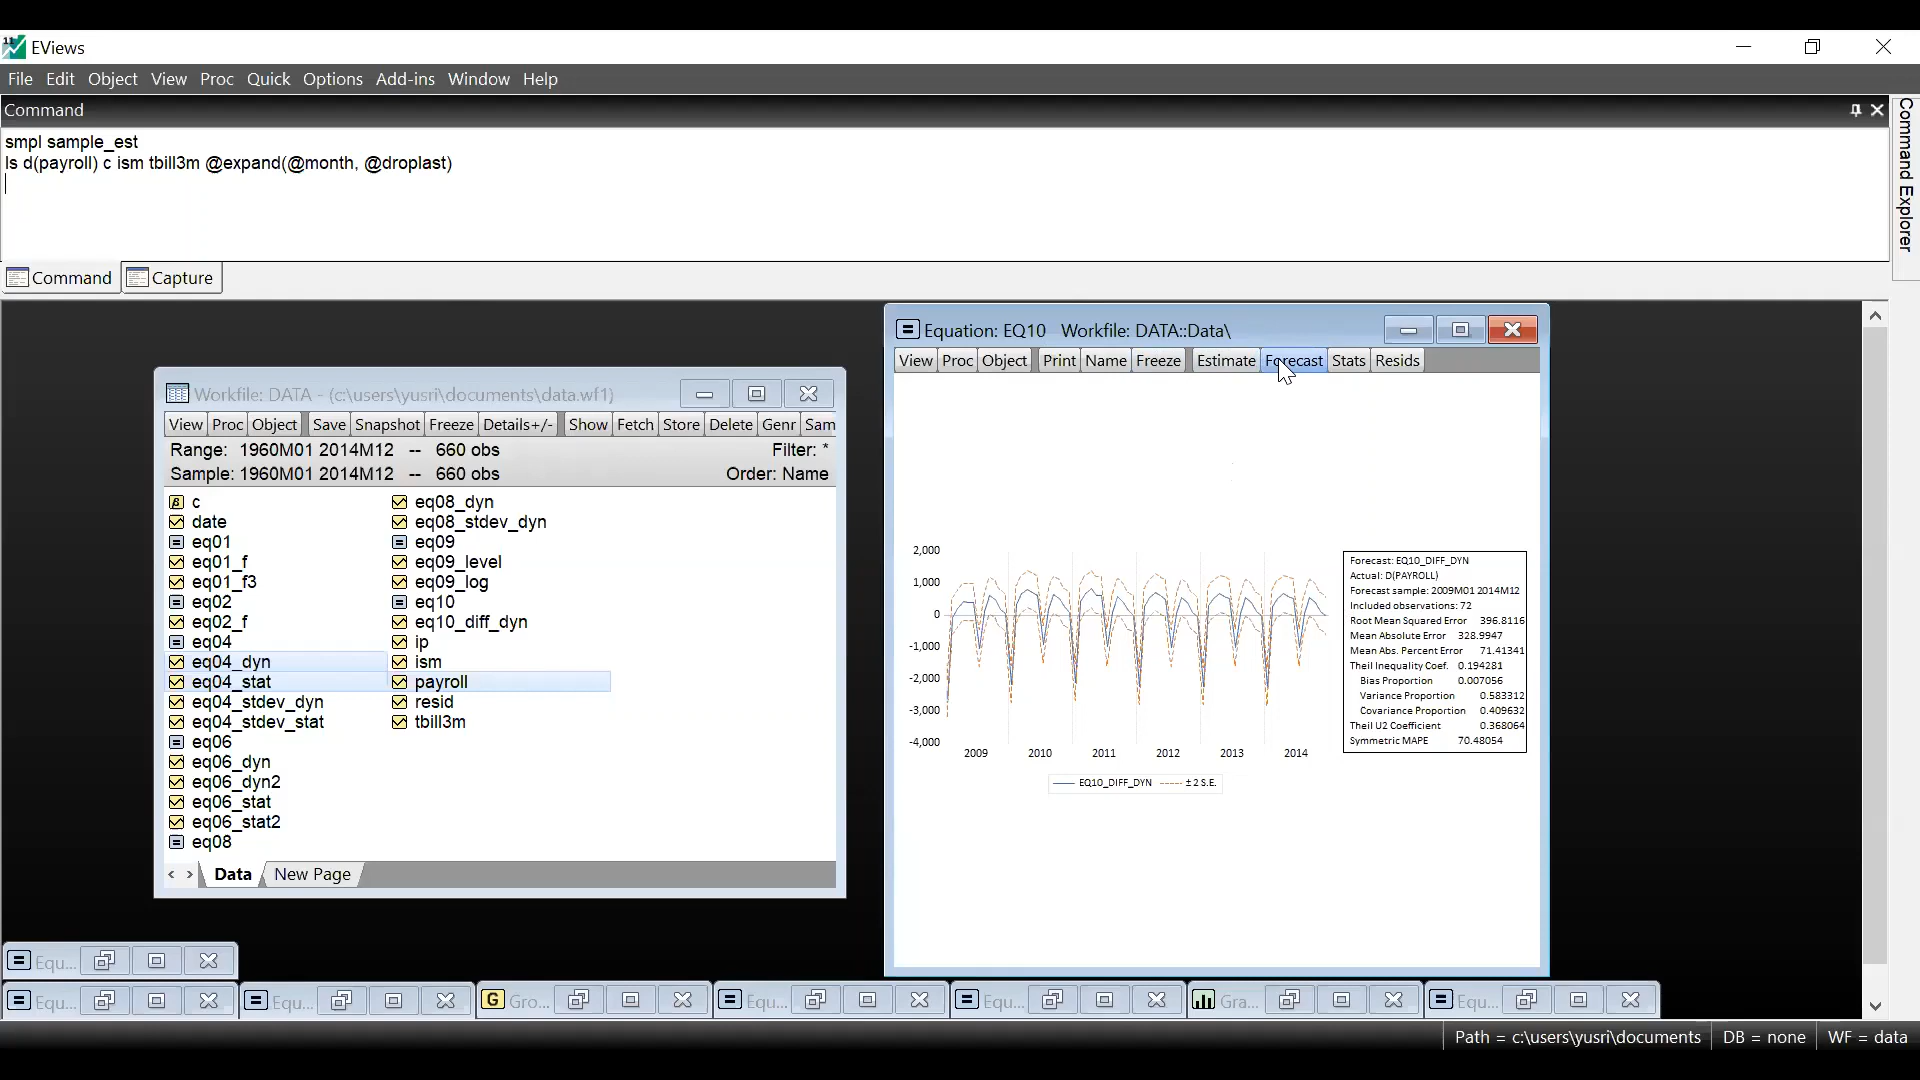 EViews
File Edit Object View Proc Quick Options Add-ins Window Help
Command
smpl sample_est
ls d(payroll) c ism tbill3m @expand(@month, @droplast)
Command Explorer
Command Capture
Equation: EQ10 Workfile: DATA::Data\
View Proc Object Print Name Freeze Estimate Forecast Stats Resids
Workfile: DATA - (c:\users\yusri\documents\data.wf1)
View Proc Object Save Snapshot Freeze Details+/- Show Fetch Store Delete Genr Sam
Range: 1960M01 2014M12 -- 660 obs Filter: *
Sample: 1960M01 2014M12 -- 660 obs Order: Name
c
date
eq01
eq01_f
eq01_f3
eq02
eq02_f
eq04
eq04_dyn
eq04_stat
eq04_stdev_dyn
eq04_stdev_stat
eq06
eq06_dyn
eq06_dyn2
eq06_stat
eq06_stat2
eq08
eq08_dyn
eq08_stdev_dyn
eq09
eq09_level
eq09_log
eq10
eq10_diff_dyn
ip
ism
payroll
resid
tbill3m
Data New Page
2,000
1,000
0
-1,000
-2,000
-3,000
-4,000
2009 2010 2011 2012 2013 2014
EQ10_DIFF_DYN ± 2 S.E.
Forecast: EQ10_DIFF_DYN
Actual: D(PAYROLL)
Forecast sample: 2009M01 2014M12
Included observations: 72
Root Mean Squared Error 396.8116
Mean Absolute Error 328.9947
Mean Abs. Percent Error 71.41341
Theil Inequality Coef. 0.194281
Bias Proportion 0.007056
Variance Proportion 0.583312
Covariance Proportion 0.409632
Theil U2 Coefficient 0.368064
Symmetric MAPE 70.48054
Equ...
Equ... Equ... G Gro... Equ... Equ... Gra... Equ...
Path = c:\users\yusri\documents DB = none WF = data